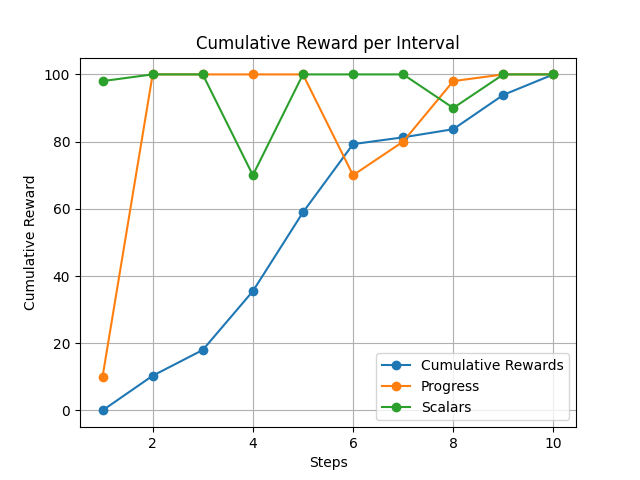 Cumulative Reward per Interval
Cumulative Reward
100
80
60
40
20
0
2
4
6
8
10
Steps
Cumulative Rewards
Progress
Scalars